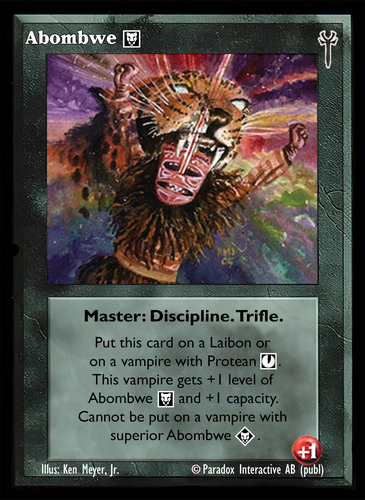 Abombwe
Master: Discipline. Trifle.
Put this card on a Laibon or
on a vampire with Protean .
This vampire gets +1 level of
Abombwe and +1 capacity.
Cannot be put on a vampire with
superior Abombwe .
+1
Illus: Ken Meyer, Jr. © Paradox Interactive AB (publ)